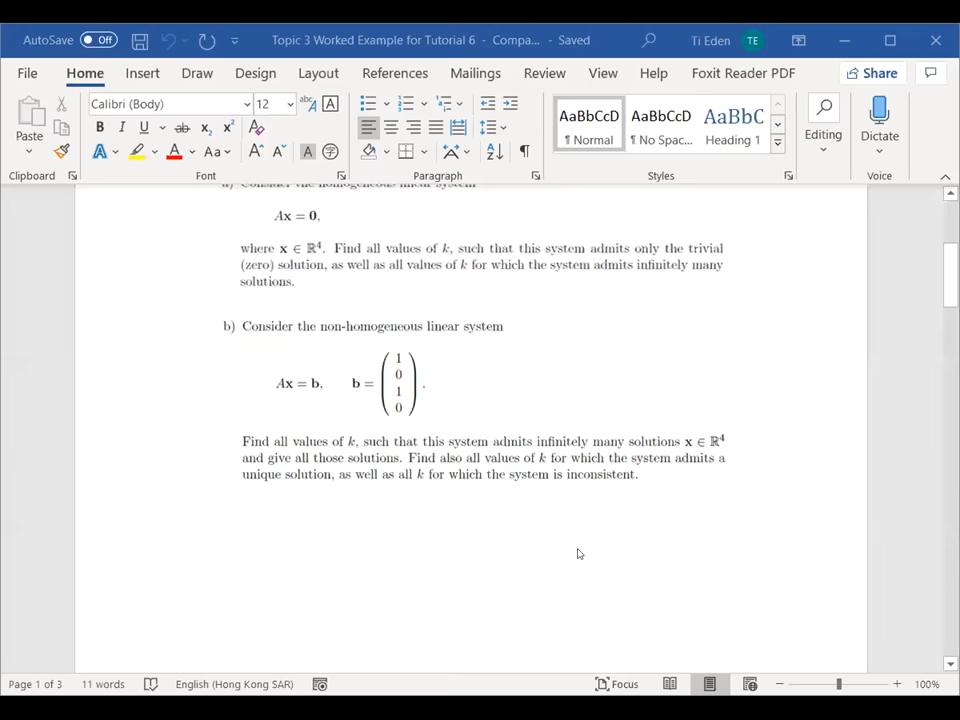 AutoSave Off Topic 3 Worked Example for Tutorial 6 - Compa... - Saved Ti Eden TE
File Home Insert Draw Design Layout References Mailings Review View Help Foxit Reader PDF Share
Paste Calibri (Body) 12 AaBbCcD AaBbCcD AaBbC Editing Dictate
Normal No Spac... Heading 1
Clipboard Font Paragraph Styles Voice
a) Consider the homogeneous linear system
Ax = 0,
where x ∈ ℝ⁴. Find all values of k, such that this system admits only the trivial
(zero) solution, as well as all values of k for which the system admits infinitely many
solutions.
b) Consider the non-homogeneous linear system
Ax = b, b = (1 0 1 0).
Find all values of k, such that this system admits infinitely many solutions x ∈ ℝ⁴
and give all those solutions. Find also all values of k for which the system admits a
unique solution, as well as all k for which the system is inconsistent.
Page 1 of 3 11 words English (Hong Kong SAR) Focus 100%